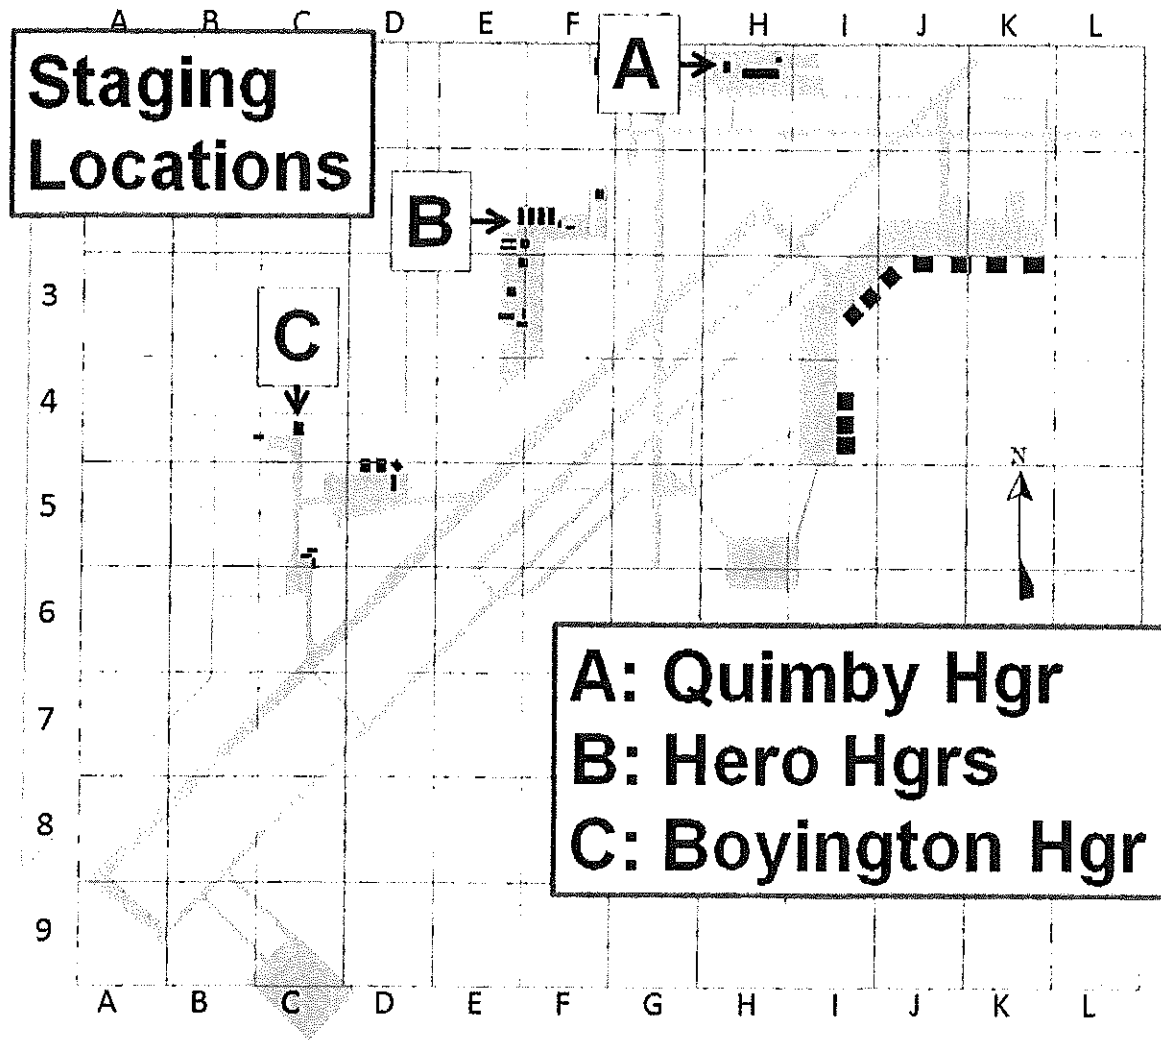 A B C D E F H I J K L
Staging
Locations
A
B
3
C
4
N
5
6
7
8
9
A: Quimby Hgr
B: Hero Hgrs
C: Boyington Hgr
A B C D E F G H I J K L